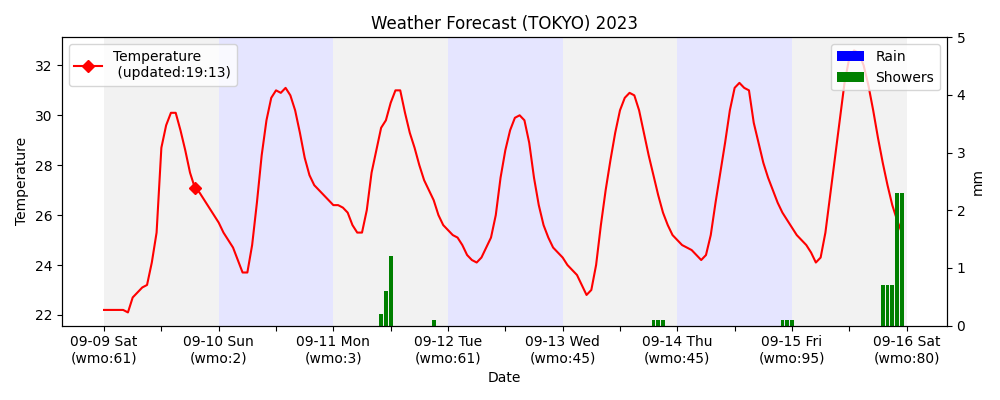 Weather Forecast (TOKYO) 2023
Temperature
(updated:19:13)
Rain
Showers
Temperature
32
30
28
26
24
22
5
4
3
2
1
0
mm
09-09 Sat
(wmo:61)
09-10 Sun
(wmo:2)
09-11 Mon
(wmo:3)
09-12 Tue
(wmo:61)
09-13 Wed
(wmo:45)
09-14 Thu
(wmo:45)
09-15 Fri
(wmo:95)
09-16 Sat
(wmo:80)
Date